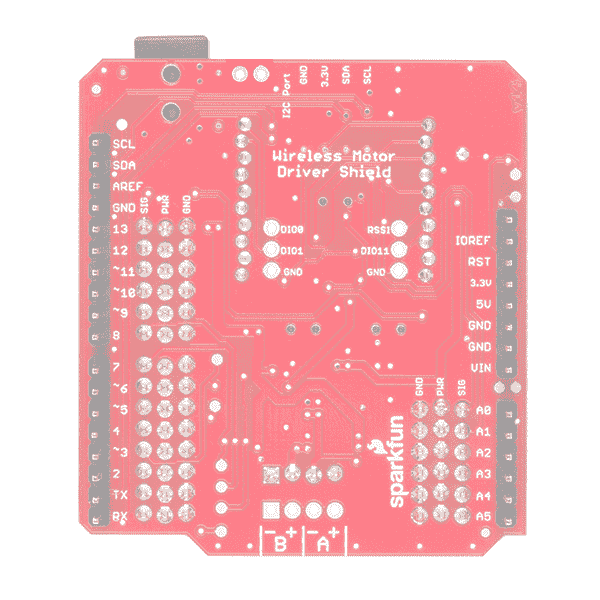 I2C Port
GND
3.3V
SDA
SCL
Wireless Motor
Driver Shield
SCL
SDA
AREF
GND
13
12
~11
~10
~9
8
7
~6
~5
4
~3
2
TX
RX
SIG
PWR
GND
DIO0
DIO1
GND
RSSI
DIO11
GND
IOREF
RST
3.3V
5V
GND
GND
VIN
GND
PWR
SIG
A0
A1
A2
A3
A4
A5
sparkfun
-B+
-A+